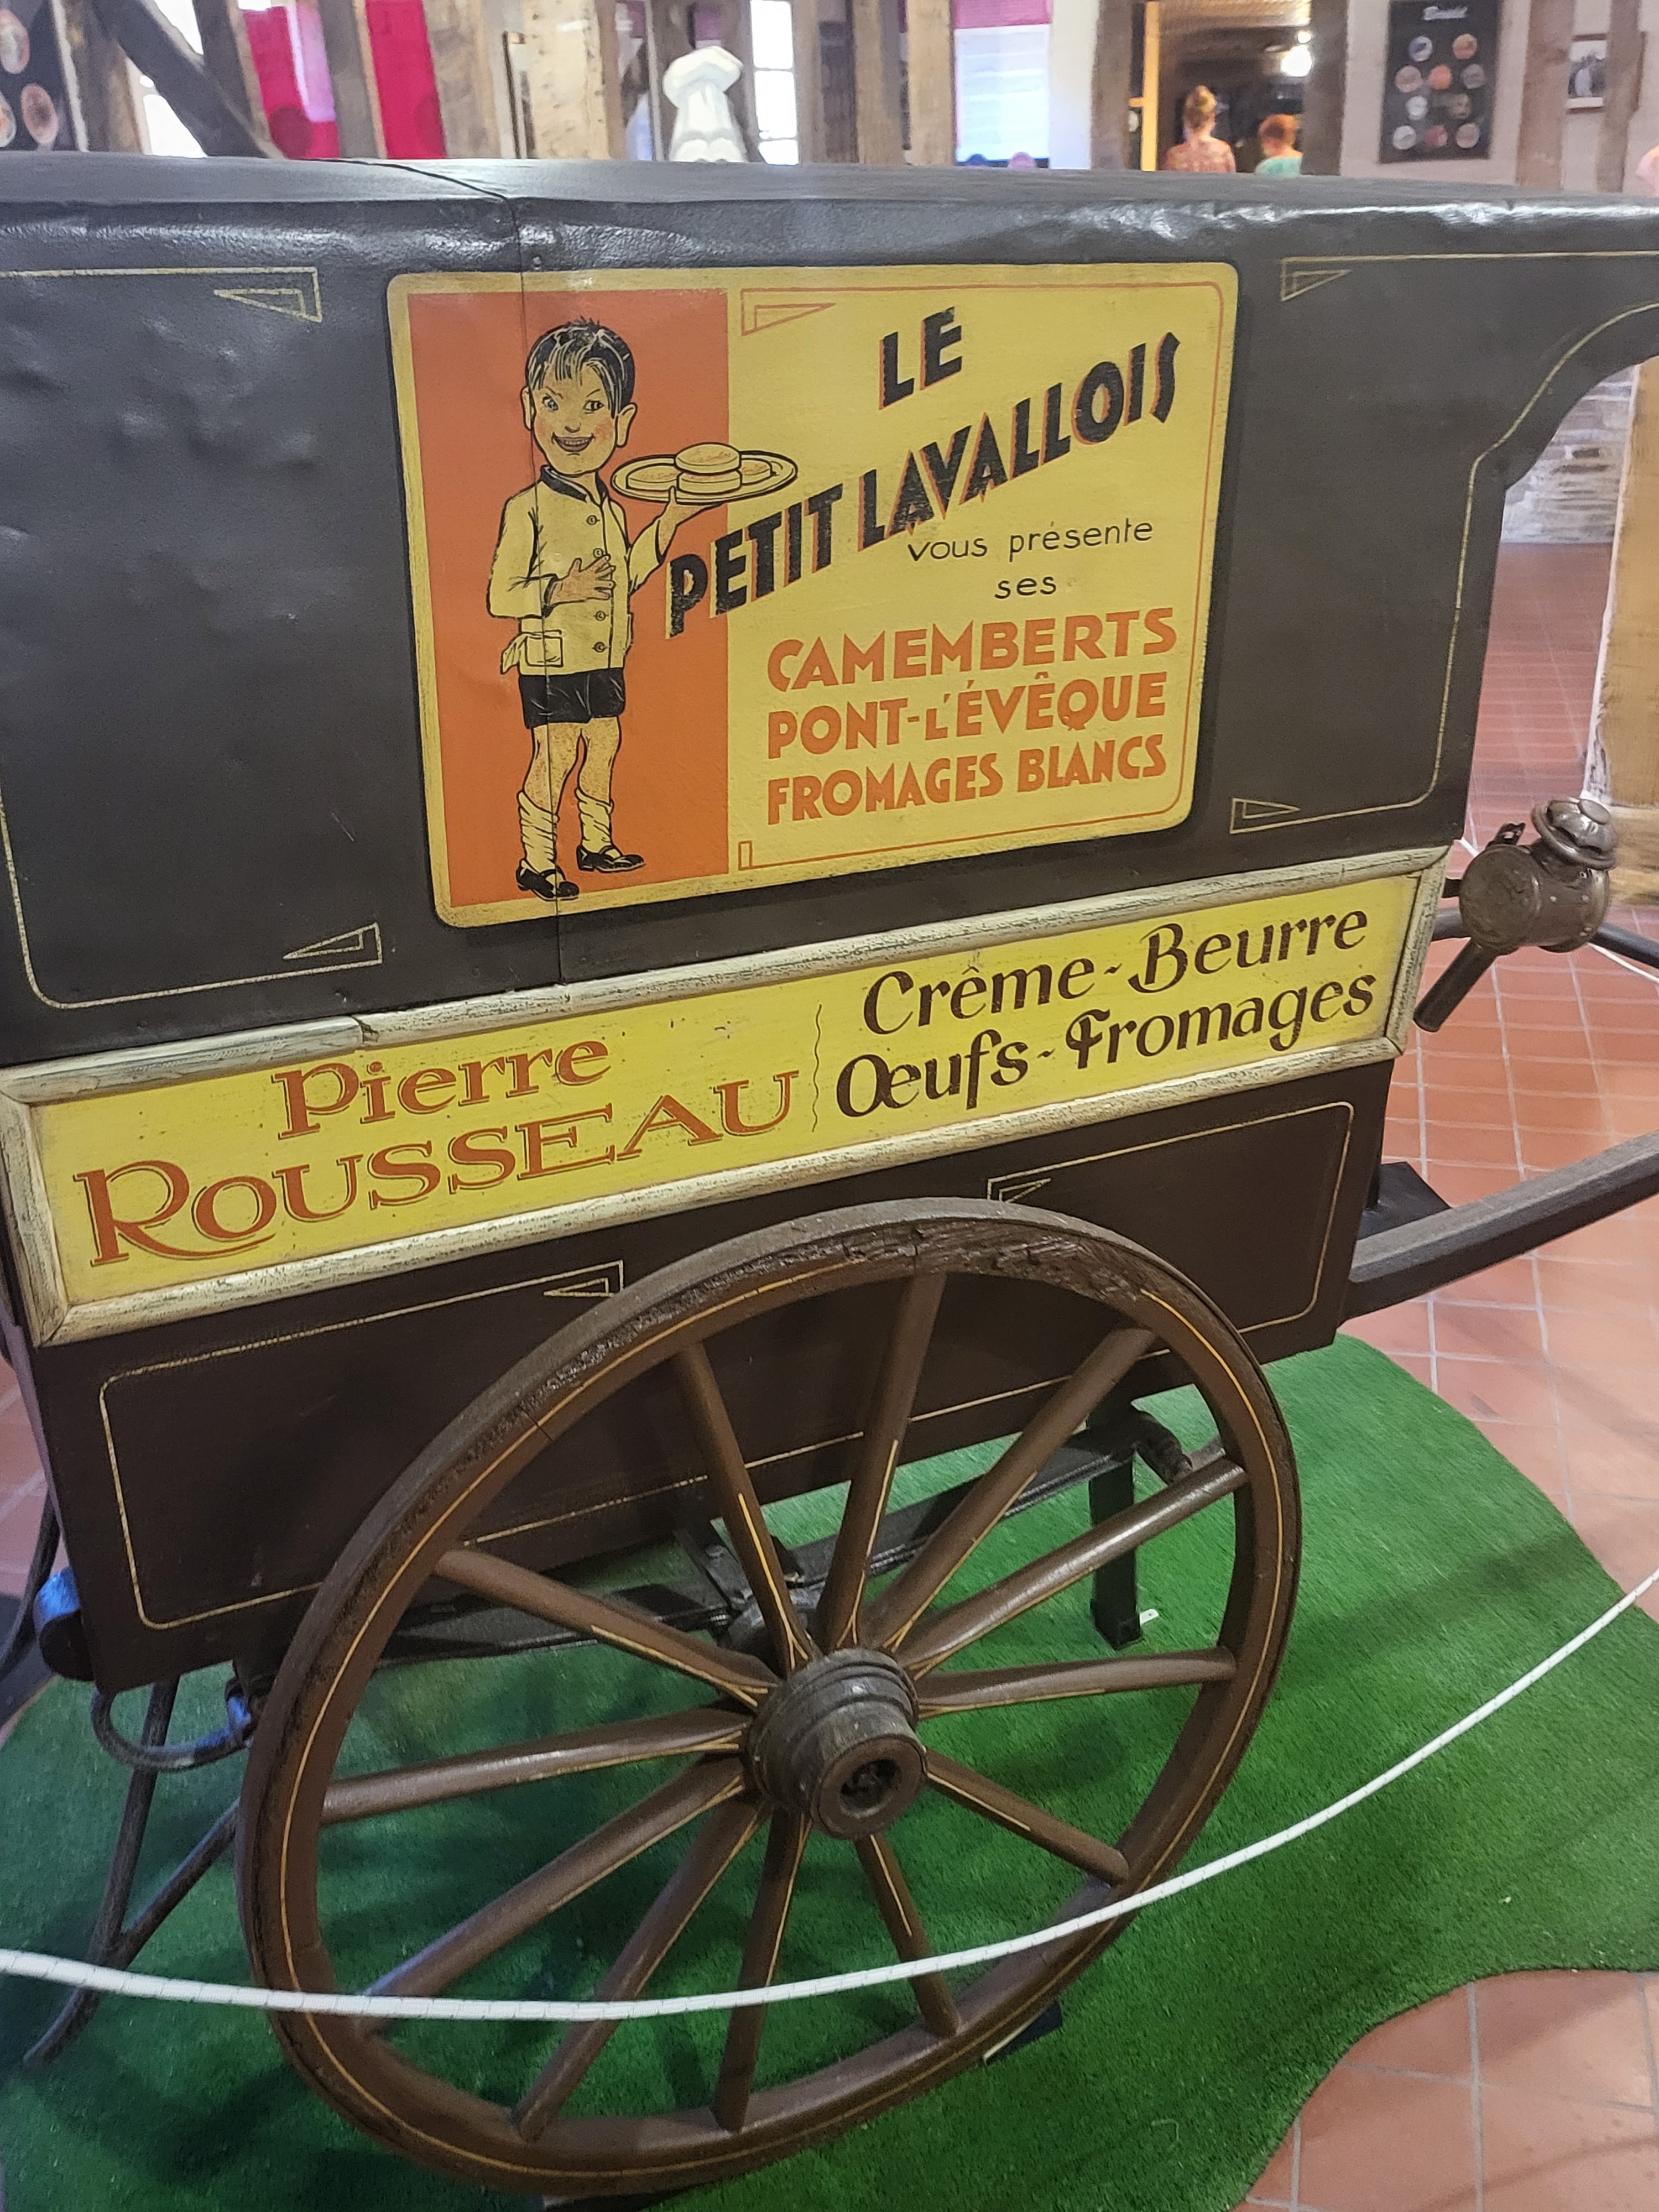 LE
PETIT LAVALLOIS
vous présente
ses
CAMEMBERTS
PONT-L'ÉVÊQUE
FROMAGES BLANCS
Pierre
ROUSSEAU
Crême-Beurre
Œufs-Fromages